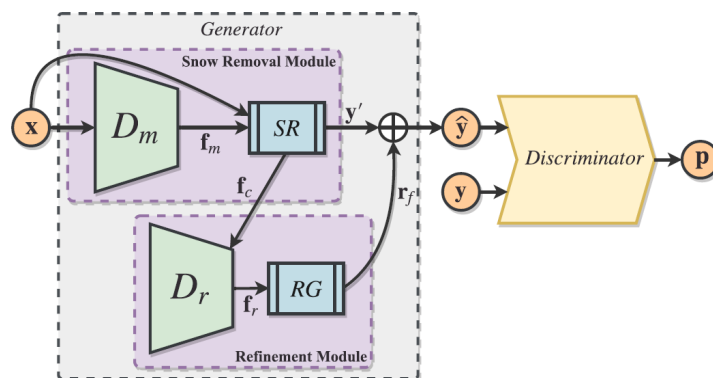 Generator
Snow Removal Module
x
D_m
f_m
SR
y′
ŷ
Discriminator
p
y
f_c
r_f
D_r
f_r
RG
Refinement Module